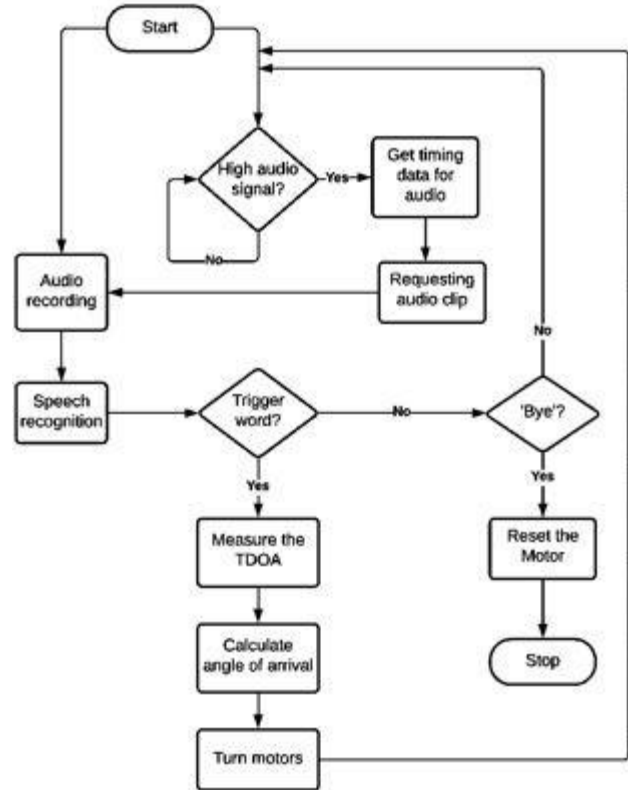 Start
High audio
signal?
Yes
Get timing
data for
audio
No
Audio
recording
Requesting
audio clip
No
Speech
recognition
Trigger
word?
No
'Bye'?
Yes
Yes
Measure the
TDOA
Reset the
Motor
Calculate
angle of arrival
Stop
Turn motors